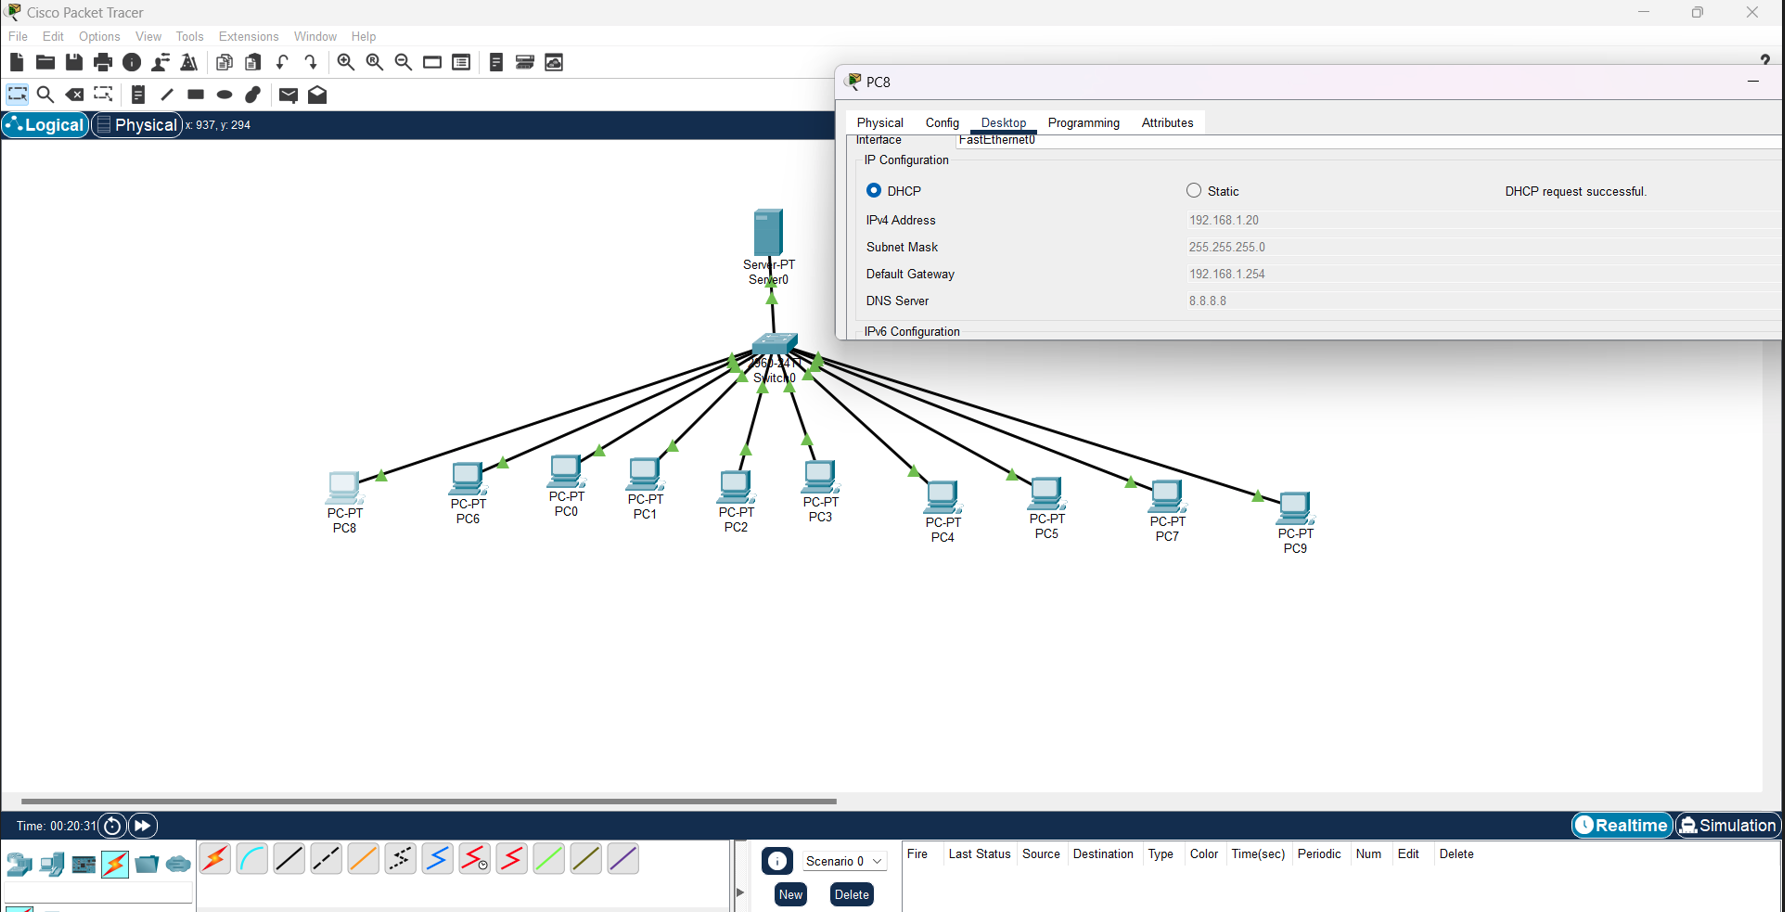 Cisco Packet Tracer
File Edit Options View Tools Extensions Window Help
?
PC8
Logical Physical x: 937, y: 294
Physical Config Desktop Programming Attributes
Interface FastEthernet0
IP Configuration
DHCP Static DHCP request successful.
IPv4 Address 192.168.1.20
Subnet Mask 255.255.255.0
Default Gateway 192.168.1.254
DNS Server 8.8.8.8
IPv6 Configuration
Server-PT
Server0
2960-24TT
Switch0
PC-PT
PC8
PC-PT
PC6
PC-PT
PC0
PC-PT
PC1
PC-PT
PC2
PC-PT
PC3
PC-PT
PC4
PC-PT
PC5
PC-PT
PC7
PC-PT
PC9
Time: 00:20:31 Realtime Simulation
Scenario 0
New Delete
Fire Last Status Source Destination Type Color Time(sec) Periodic Num Edit Delete